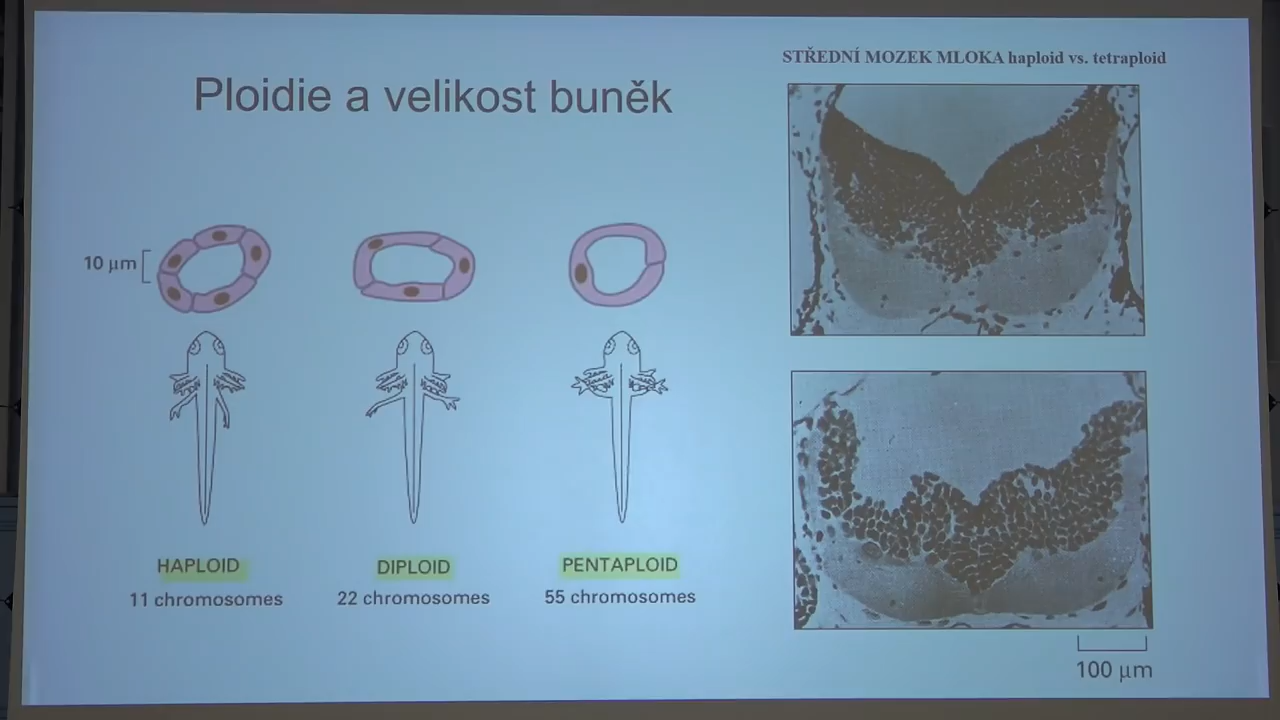 Ploidie a velikost buněk
STŘEDNÍ MOZEK MLOKA haploid vs. tetraploid
10 µm
HAPLOID
11 chromosomes
DIPLOID
22 chromosomes
PENTAPLOID
55 chromosomes
100 µm